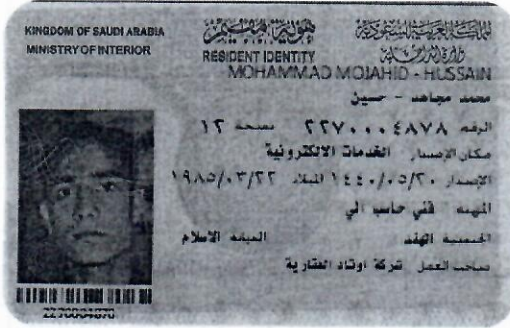 KINGDOM OF SAUDI ARABIA
MINISTRY OF INTERIOR
المملكة العربية السعودية
وزارة الداخلية
هوية مقيم
RESIDENT IDENTITY
MOHAMMAD MOJAHID - HUSSAIN
محمد مجاهد - حسين
الرقم ٢٢٧٠٠٠٤٨٧٨ نسخة ١٢
مكان الإصدار الخدمات الالكترونية
الإصدار ١٤٤٠/٠٥/٢٠ الميلاد ١٩٨٥/٠٣/٢٢
المهنة فني حاسب الي
الجنسية الهند الديانة الاسلام
صاحب العمل شركة اوتاد العقارية